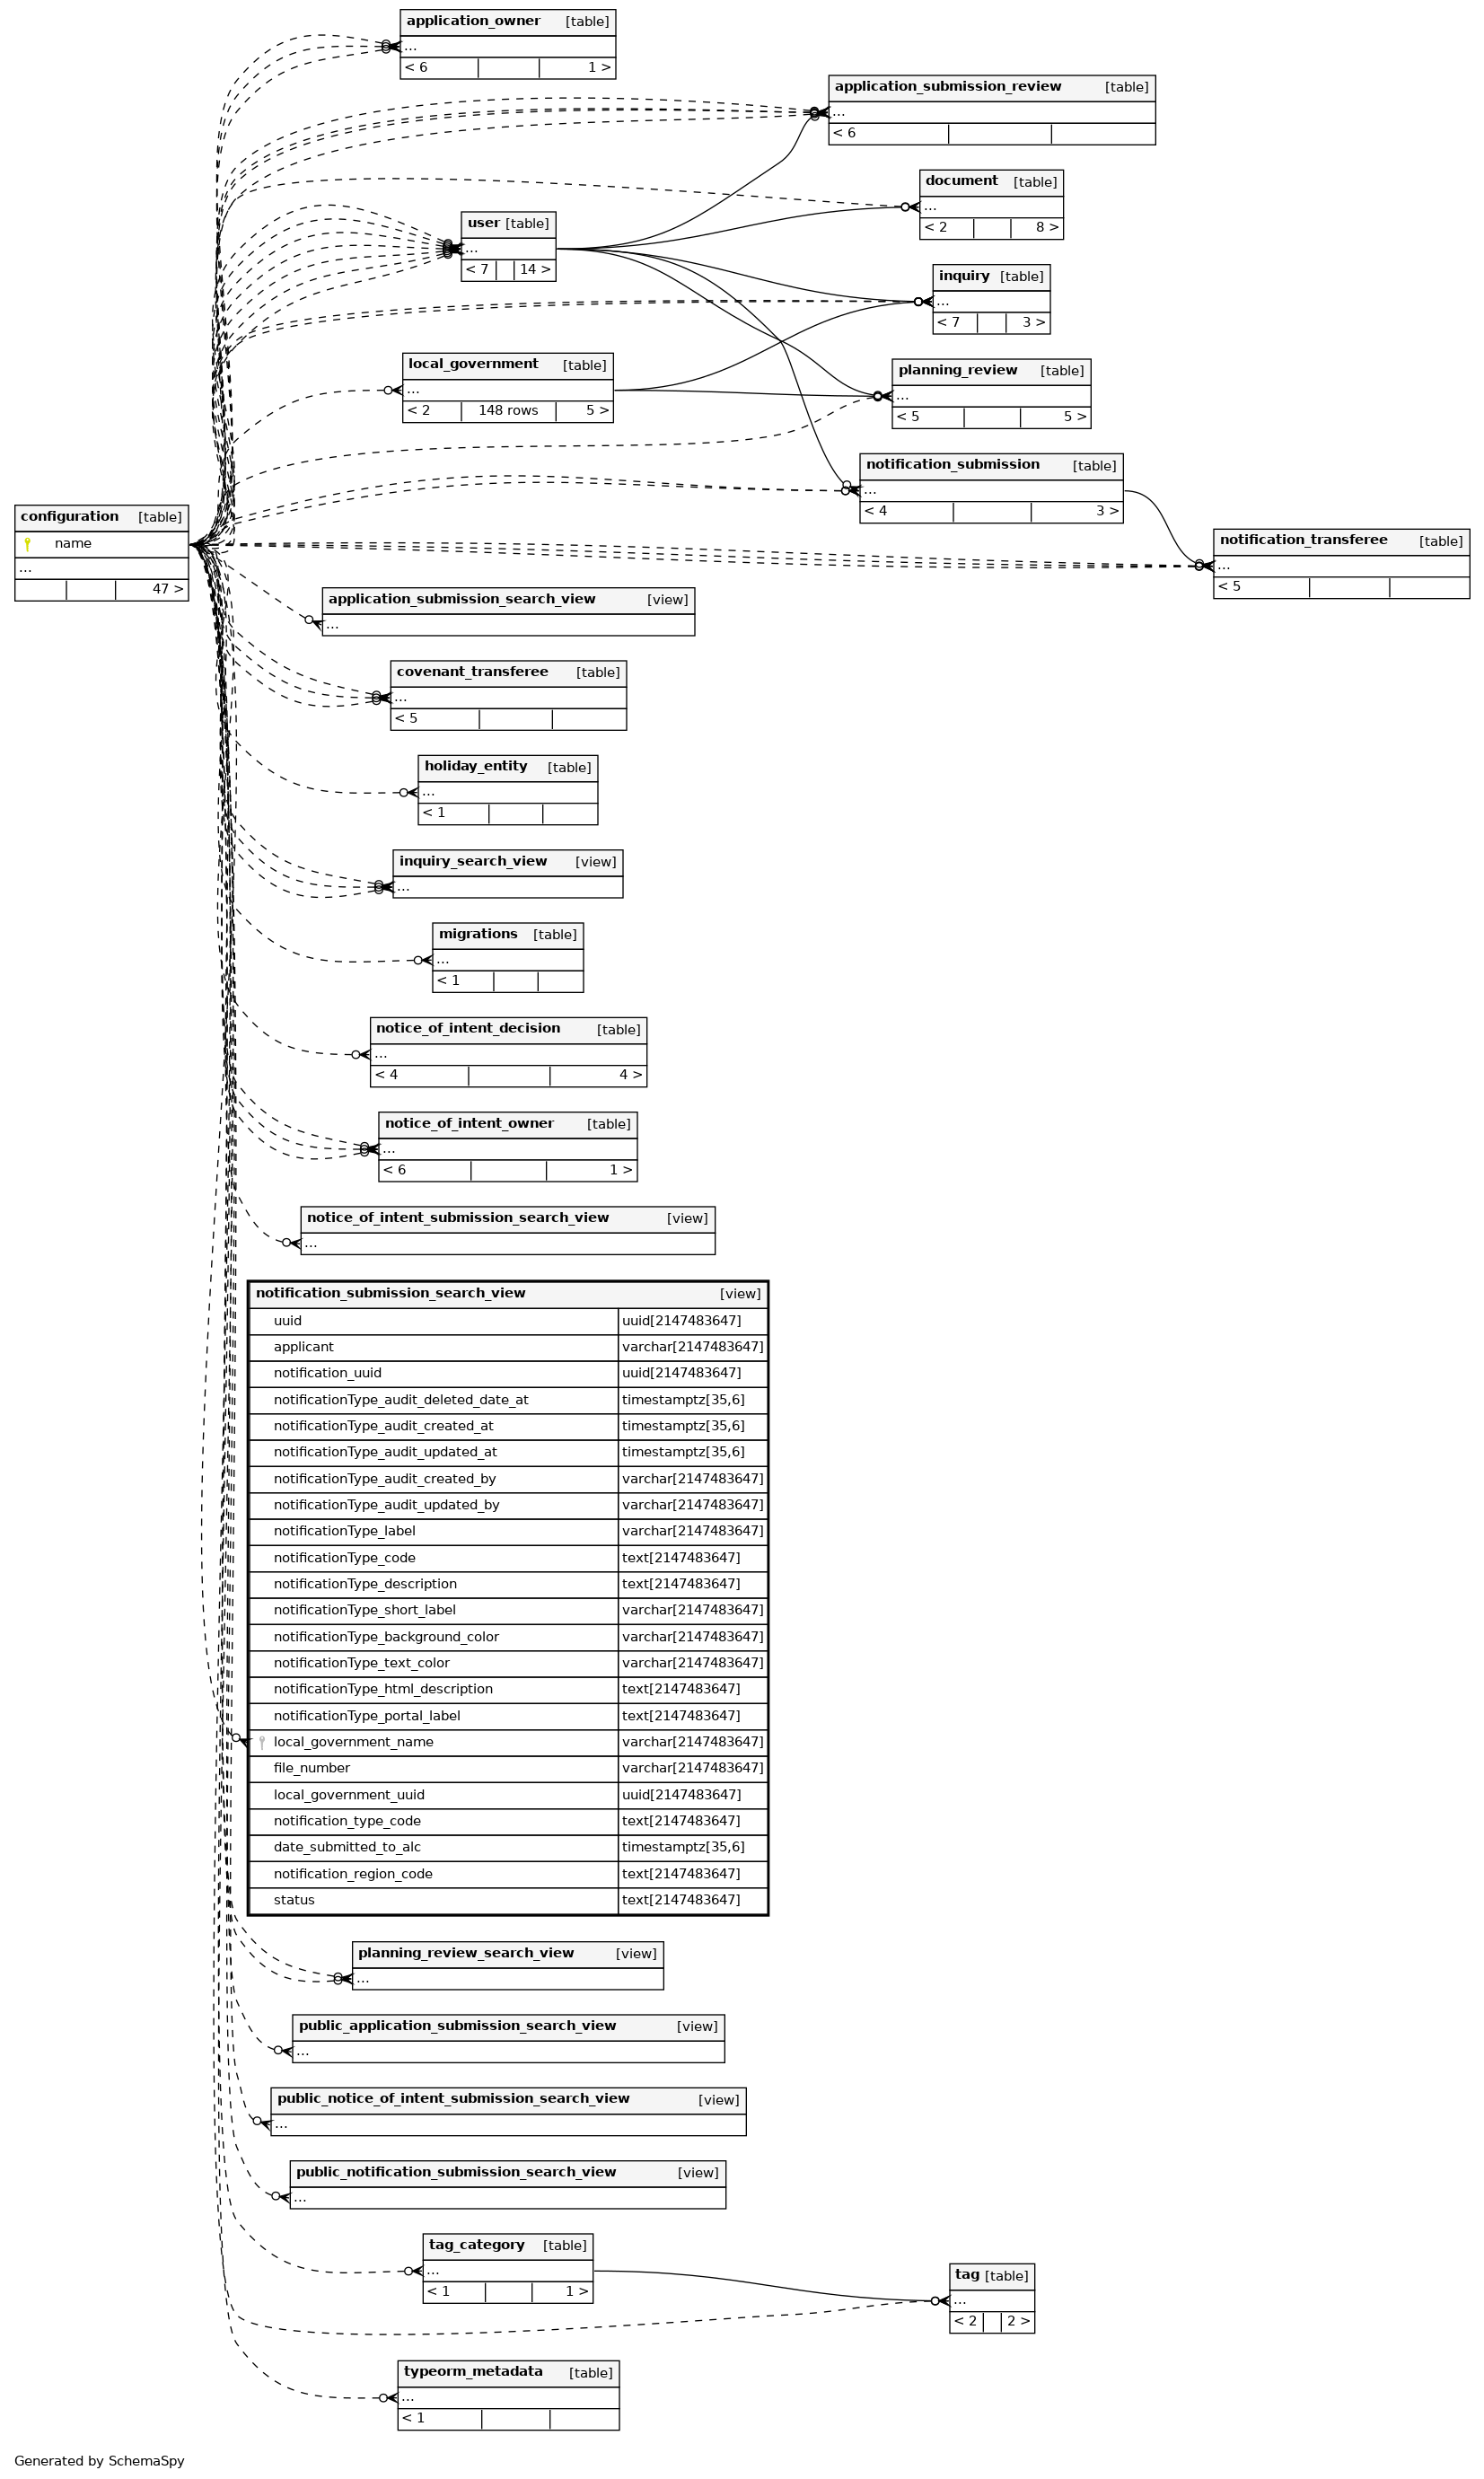 application_owner [table]
...
< 6 1 >
application_submission_review [table]
...
< 6
document [table]
...
< 2 8 >
user [table]
...
< 7 14 >
inquiry [table]
...
< 7 3 >
local_government [table]
...
< 2 148 rows 5 >
planning_review [table]
...
< 5 5 >
notification_submission [table]
...
< 4 3 >
configuration [table]
name
...
47 >
notification_transferee [table]
...
< 5
application_submission_search_view [view]
...
covenant_transferee [table]
...
< 5
holiday_entity [table]
...
< 1
inquiry_search_view [view]
...
migrations [table]
...
< 1
notice_of_intent_decision [table]
...
< 4 4 >
notice_of_intent_owner [table]
...
< 6 1 >
notice_of_intent_submission_search_view [view]
...
notification_submission_search_view [view]
uuid uuid[2147483647]
applicant varchar[2147483647]
notification_uuid uuid[2147483647]
notificationType_audit_deleted_date_at timestamptz[35,6]
notificationType_audit_created_at timestamptz[35,6]
notificationType_audit_updated_at timestamptz[35,6]
notificationType_audit_created_by varchar[2147483647]
notificationType_audit_updated_by varchar[2147483647]
notificationType_label varchar[2147483647]
notificationType_code text[2147483647]
notificationType_description text[2147483647]
notificationType_short_label varchar[2147483647]
notificationType_background_color varchar[2147483647]
notificationType_text_color varchar[2147483647]
notificationType_html_description text[2147483647]
notificationType_portal_label text[2147483647]
local_government_name varchar[2147483647]
file_number varchar[2147483647]
local_government_uuid uuid[2147483647]
notification_type_code text[2147483647]
date_submitted_to_alc timestamptz[35,6]
notification_region_code text[2147483647]
status text[2147483647]
planning_review_search_view [view]
...
public_application_submission_search_view [view]
...
public_notice_of_intent_submission_search_view [view]
...
public_notification_submission_search_view [view]
...
tag_category [table]
...
< 1 1 >
tag [table]
...
< 2 2 >
typeorm_metadata [table]
...
< 1
Generated by SchemaSpy